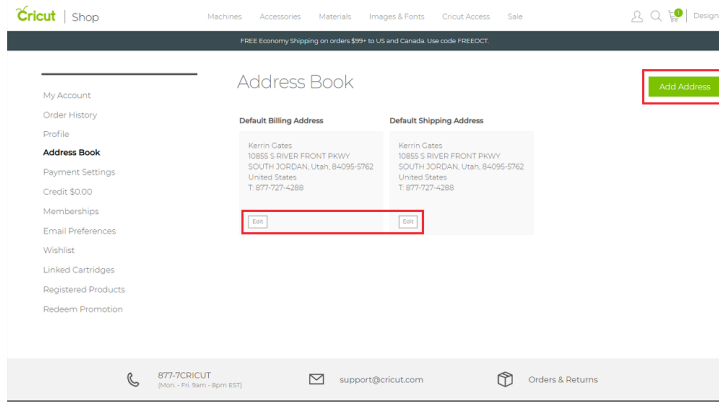 Cricut | Shop
Machines Accessories Materials Images & Fonts Cricut Access Sale
1
Design
FREE Economy Shipping on orders $99+ to US and Canada. Use code FREEOCT.
My Account
Order History
Profile
Address Book
Payment Settings
Credit $0.00
Memberships
Email Preferences
Wishlist
Linked Cartridges
Registered Products
Redeem Promotion
Address Book
Add Address
Default Billing Address
Kerrin Gates
10855 S RIVER FRONT PKWY
SOUTH JORDAN, Utah, 84095-5762
United States
T: 877-727-4288
Edit
Default Shipping Address
Kerrin Gates
10855 S RIVER FRONT PKWY
SOUTH JORDAN, Utah, 84095-5762
United States
T: 877-727-4288
Edit
877-7CRICUT
(Mon. - Fri. 9am - 8pm EST)
support@cricut.com
Orders & Returns